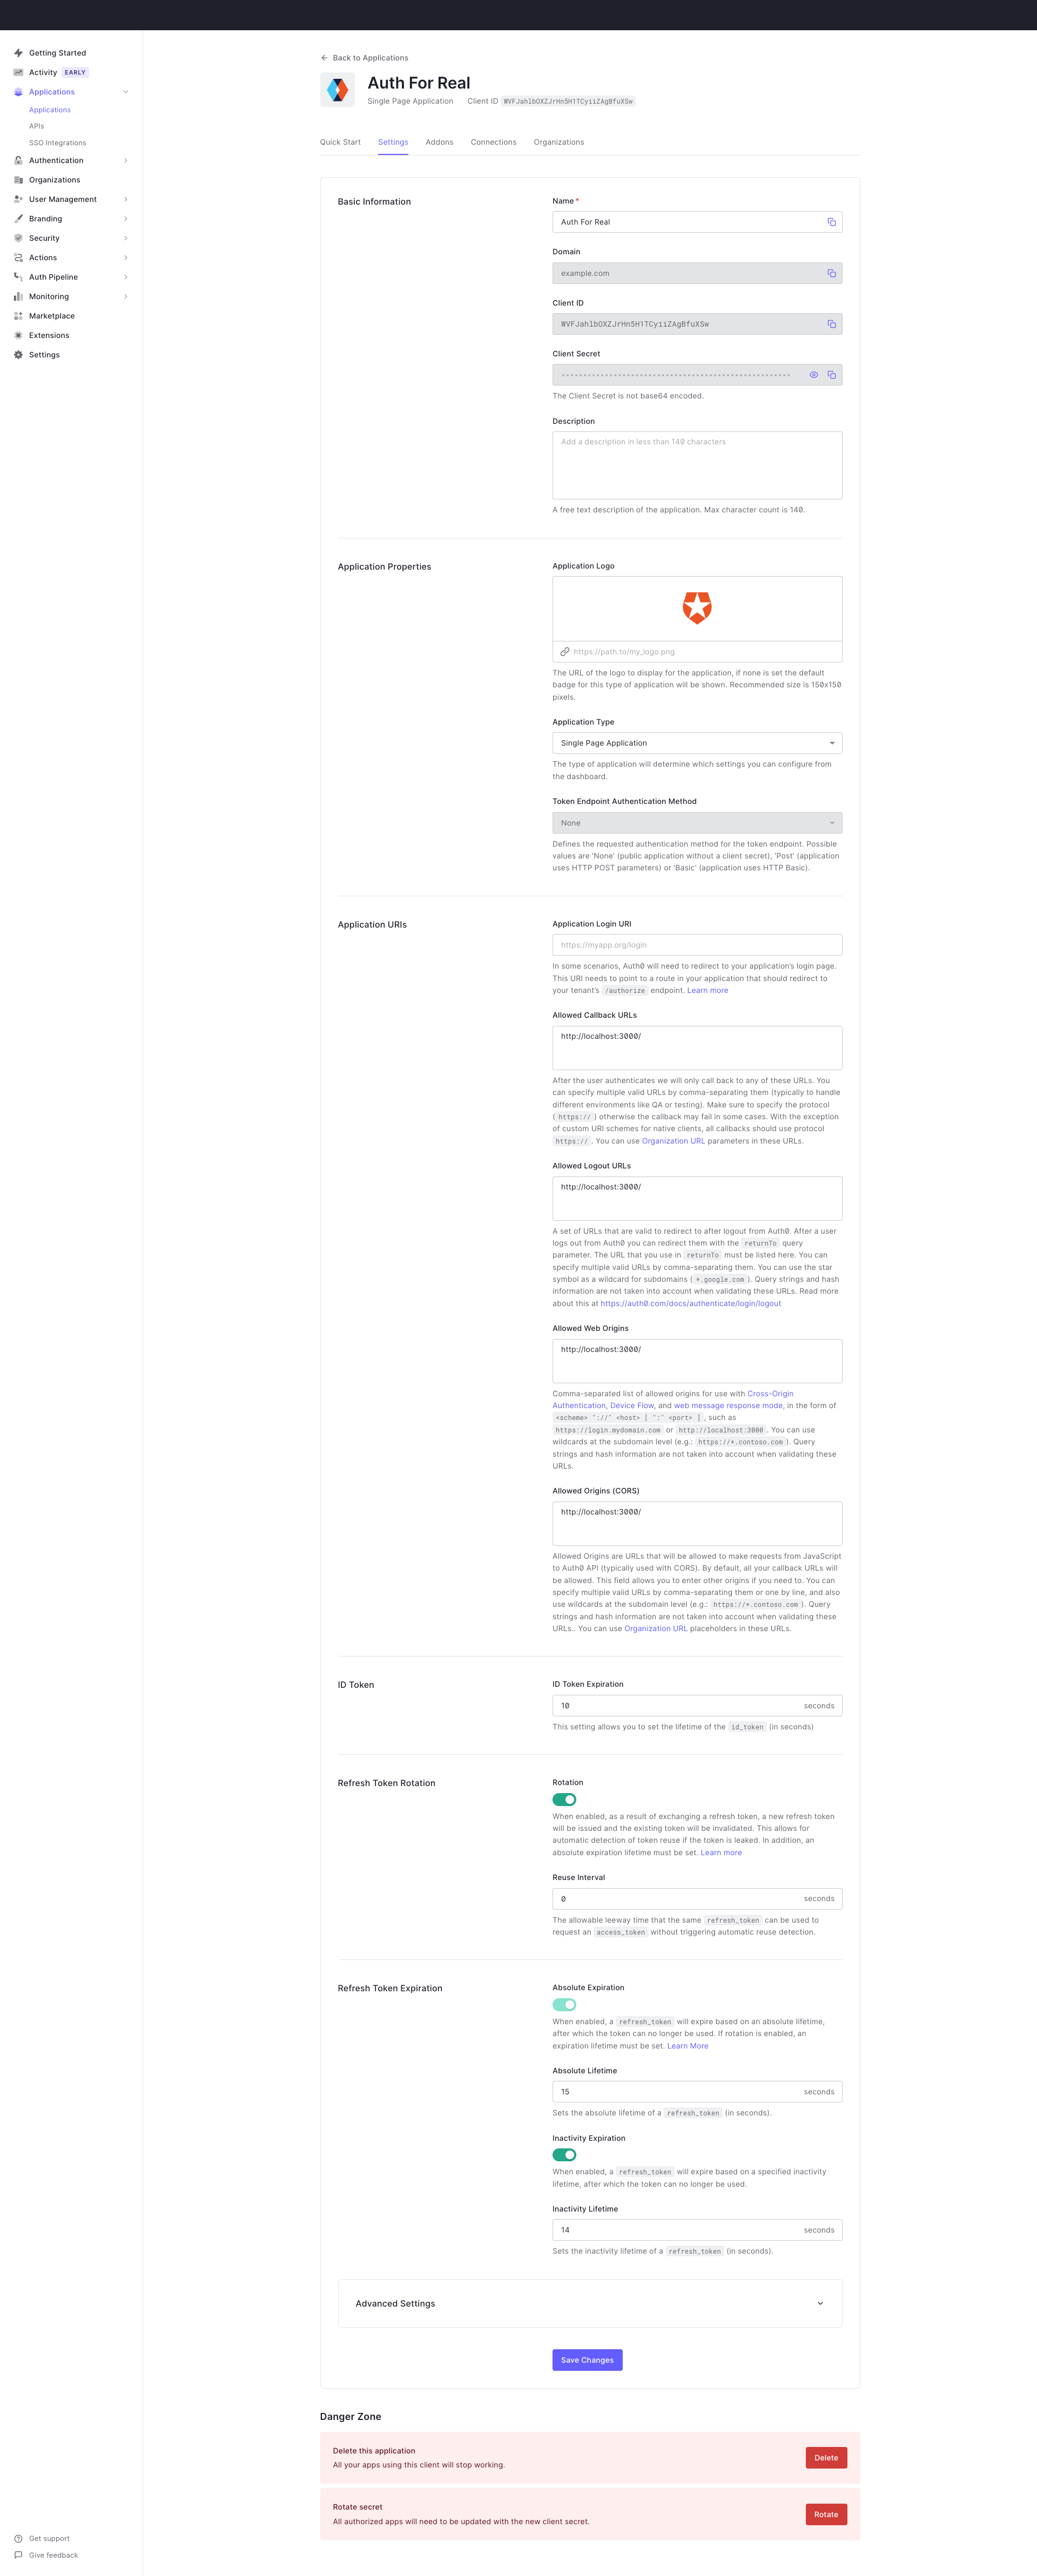 Getting Started
Activity EARLY
Applications
Applications
APIs
SSO Integrations
Authentication
Organizations
User Management
Branding
Security
Actions
Auth Pipeline
Monitoring
Marketplace
Extensions
Settings
Get support
Give feedback
Back to Applications
Auth For Real
Single Page Application Client ID WVFJahlbOXZJrHn5H1TCyiiZAgBfuXSw
Quick Start Settings Addons Connections Organizations
Basic Information
Name *
Auth For Real
Domain
example.com
Client ID
WVFJahlbOXZJrHn5H1TCyiiZAgBfuXSw
Client Secret
The Client Secret is not base64 encoded.
Description
Add a description in less than 140 characters
A free text description of the application. Max character count is 140.
Application Properties
Application Logo
https://path.to/my_logo.png
The URL of the logo to display for the application, if none is set the default
badge for this type of application will be shown. Recommended size is 150x150
pixels.
Application Type
Single Page Application
The type of application will determine which settings you can configure from
the dashboard.
Token Endpoint Authentication Method
None
Defines the requested authentication method for the token endpoint. Possible
values are 'None' (public application without a client secret), 'Post' (application
uses HTTP POST parameters) or 'Basic' (application uses HTTP Basic).
Application URIs
Application Login URI
https://myapp.org/login
In some scenarios, Auth0 will need to redirect to your application's login page.
This URI needs to point to a route in your application that should redirect to
your tenant's /authorize endpoint. Learn more
Allowed Callback URLs
http://localhost:3000/
After the user authenticates we will only call back to any of these URLs. You
can specify multiple valid URLs by comma-separating them (typically to handle
different environments like QA or testing). Make sure to specify the protocol
( https:// ) otherwise the callback may fail in some cases. With the exception
of custom URI schemes for native clients, all callbacks should use protocol
https:// . You can use Organization URL parameters in these URLs.
Allowed Logout URLs
http://localhost:3000/
A set of URLs that are valid to redirect to after logout from Auth0. After a user
logs out from Auth0 you can redirect them with the returnTo query
parameter. The URL that you use in returnTo must be listed here. You can
specify multiple valid URLs by comma-separating them. You can use the star
symbol as a wildcard for subdomains ( *.google.com ). Query strings and hash
information are not taken into account when validating these URLs. Read more
about this at https://auth0.com/docs/authenticate/login/logout
Allowed Web Origins
http://localhost:3000/
Comma-separated list of allowed origins for use with Cross-Origin
Authentication, Device Flow, and web message response mode, in the form of
<scheme> "://" <host> [ ":" <port> ] , such as
https://login.mydomain.com or http://localhost:3000 . You can use
wildcards at the subdomain level (e.g.: https://*.contoso.com ). Query
strings and hash information are not taken into account when validating these
URLs.
Allowed Origins (CORS)
http://localhost:3000/
Allowed Origins are URLs that will be allowed to make requests from JavaScript
to Auth0 API (typically used with CORS). By default, all your callback URLs will
be allowed. This field allows you to enter other origins if you need to. You can
specify multiple valid URLs by comma-separating them or one by line, and also
use wildcards at the subdomain level (e.g.: https://*.contoso.com ). Query
strings and hash information are not taken into account when validating these
URLs.. You can use Organization URL placeholders in these URLs.
ID Token
ID Token Expiration
10 seconds
This setting allows you to set the lifetime of the id_token (in seconds)
Refresh Token Rotation
Rotation
When enabled, as a result of exchanging a refresh token, a new refresh token
will be issued and the existing token will be invalidated. This allows for
automatic detection of token reuse if the token is leaked. In addition, an
absolute expiration lifetime must be set. Learn more
Reuse Interval
0 seconds
The allowable leeway time that the same refresh_token can be used to
request an access_token without triggering automatic reuse detection.
Refresh Token Expiration
Absolute Expiration
When enabled, a refresh_token will expire based on an absolute lifetime,
after which the token can no longer be used. If rotation is enabled, an
expiration lifetime must be set. Learn More
Absolute Lifetime
15 seconds
Sets the absolute lifetime of a refresh_token (in seconds).
Inactivity Expiration
When enabled, a refresh_token will expire based on a specified inactivity
lifetime, after which the token can no longer be used.
Inactivity Lifetime
14 seconds
Sets the inactivity lifetime of a refresh_token (in seconds).
Advanced Settings
Save Changes
Danger Zone
Delete this application
All your apps using this client will stop working.
Delete
Rotate secret
All authorized apps will need to be updated with the new client secret.
Rotate